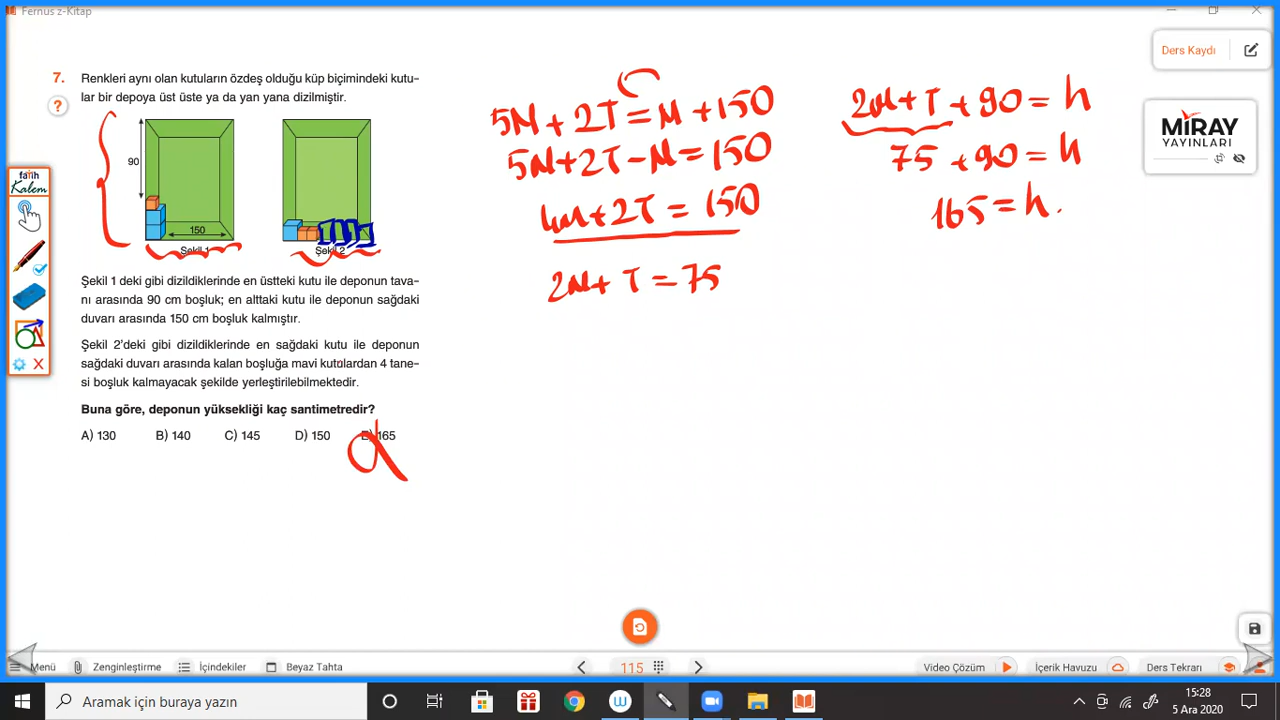 Fernus z-Kitap
Ders Kaydı
MİRAY
YAYINLARI
fatih
Kalem
7.
Renkleri aynı olan kutuların özdeş olduğu küp biçimindeki kutu-
lar bir depoya üst üste ya da yan yana dizilmiştir.
90
150
Şekil 1
Şekil 2
Şekil 1 deki gibi dizildiklerinde en üstteki kutu ile deponun tava-
nı arasında 90 cm boşluk; en alttaki kutu ile deponun sağdaki
duvarı arasında 150 cm boşluk kalmıştır.
Şekil 2'deki gibi dizildiklerinde en sağdaki kutu ile deponun
sağdaki duvarı arasında kalan boşluğa mavi kutulardan 4 tane-
si boşluk kalmayacak şekilde yerleştirilebilmektedir.
Buna göre, deponun yüksekliği kaç santimetredir?
A) 130 B) 140 C) 145 D) 150 E) 165
5M + 2T = M + 150
5M + 2T - M = 150
4M + 2T = 150
2M + T = 75
2M + T + 90 = h
75 + 90 = h
165 = h.
Menü
Zenginleştirme
İçindekiler
Beyaz Tahta
115
Video Çözüm
İçerik Havuzu
Ders Tekrarı
Aramak için buraya yazın
15:28
5 Ara 2020